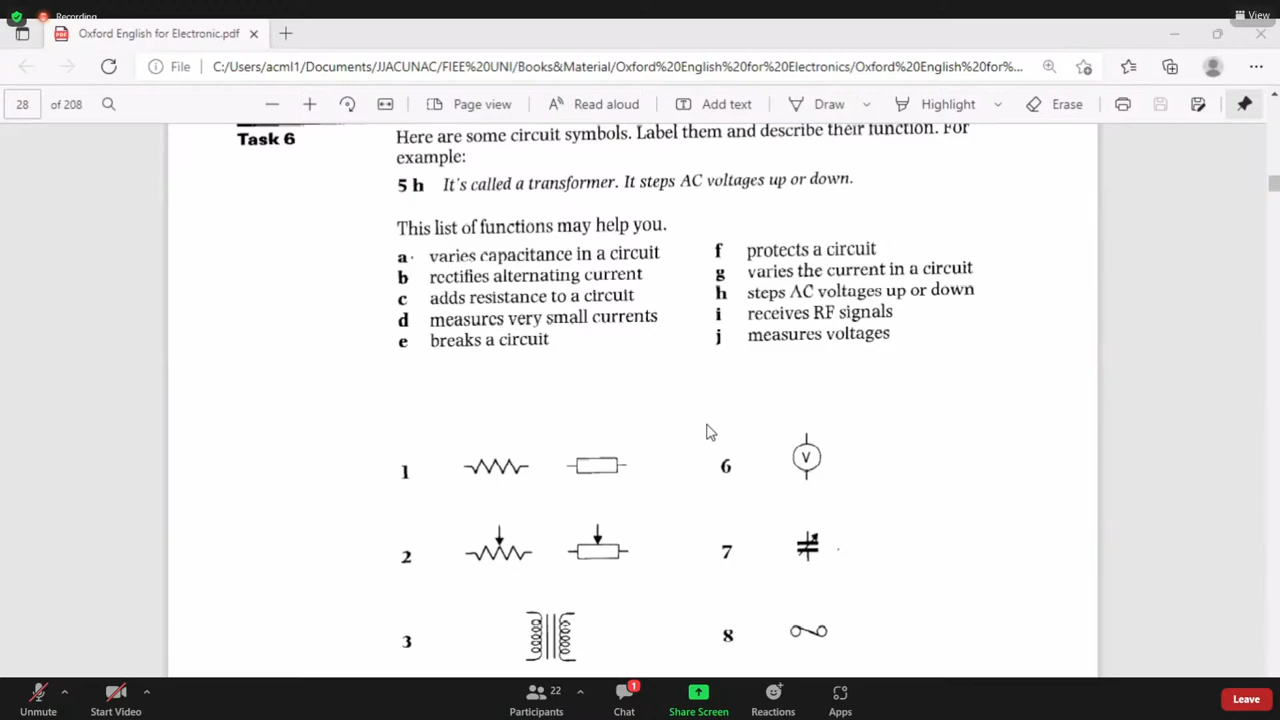 Recording
View
Oxford English for Electronic.pdf
File
C:/Users/acml1/Documents/JJACUNAC/FIEE%20UNI/Books&Material/Oxford%20English%20for%20Electronics/Oxford%20English%20for%...
28 of 208
Page view
Read aloud
Add text
Draw
Highlight
Erase
Task 6
Here are some circuit symbols. Label them and describe their function. For
example:
5 h It's called a transformer. It steps AC voltages up or down.
This list of functions may help you.
a varies capacitance in a circuit
b rectifies alternating current
c adds resistance to a circuit
d measures very small currents
e breaks a circuit
f protects a circuit
g varies the current in a circuit
h steps AC voltages up or down
i receives RF signals
j measures voltages
1
2
3
6
V
7
8
Unmute
Start Video
22
Participants
1
Chat
Share Screen
Reactions
Apps
Leave